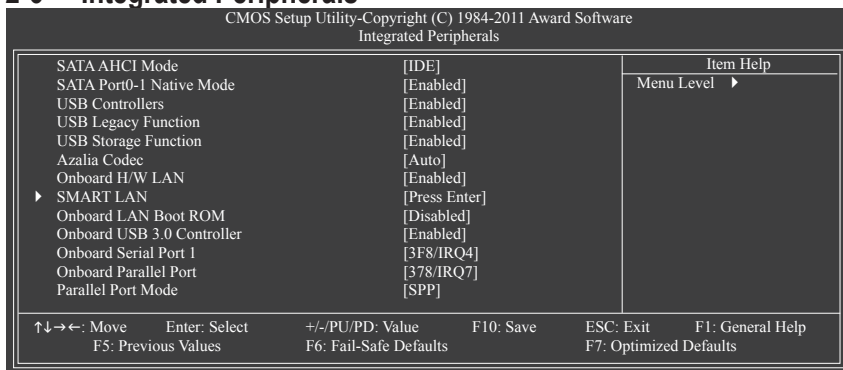 2-6 Integrated Peripherals
CMOS Setup Utility-Copyright (C) 1984-2011 Award Software
Integrated Peripherals
SATA AHCI Mode [IDE] Item Help
SATA Port0-1 Native Mode [Enabled] Menu Level ▶
USB Controllers [Enabled]
USB Legacy Function [Enabled]
USB Storage Function [Enabled]
Azalia Codec [Auto]
Onboard H/W LAN [Enabled]
▶ SMART LAN [Press Enter]
Onboard LAN Boot ROM [Disabled]
Onboard USB 3.0 Controller [Enabled]
Onboard Serial Port 1 [3F8/IRQ4]
Onboard Parallel Port [378/IRQ7]
Parallel Port Mode [SPP]
↑↓→←: Move Enter: Select +/-/PU/PD: Value F10: Save ESC: Exit F1: General Help
F5: Previous Values F6: Fail-Safe Defaults F7: Optimized Defaults